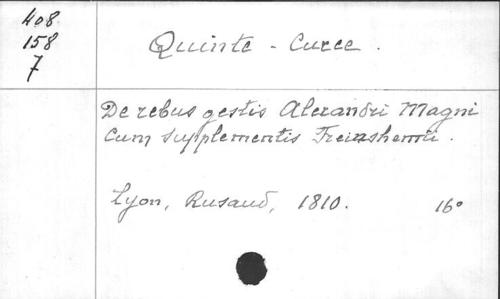 408
158
7
Quinte - Curce.
De rebus gestis Alexandri Magni
Cum supplementis Freinshemii.
Lyon, Rusand, 1810. 16°